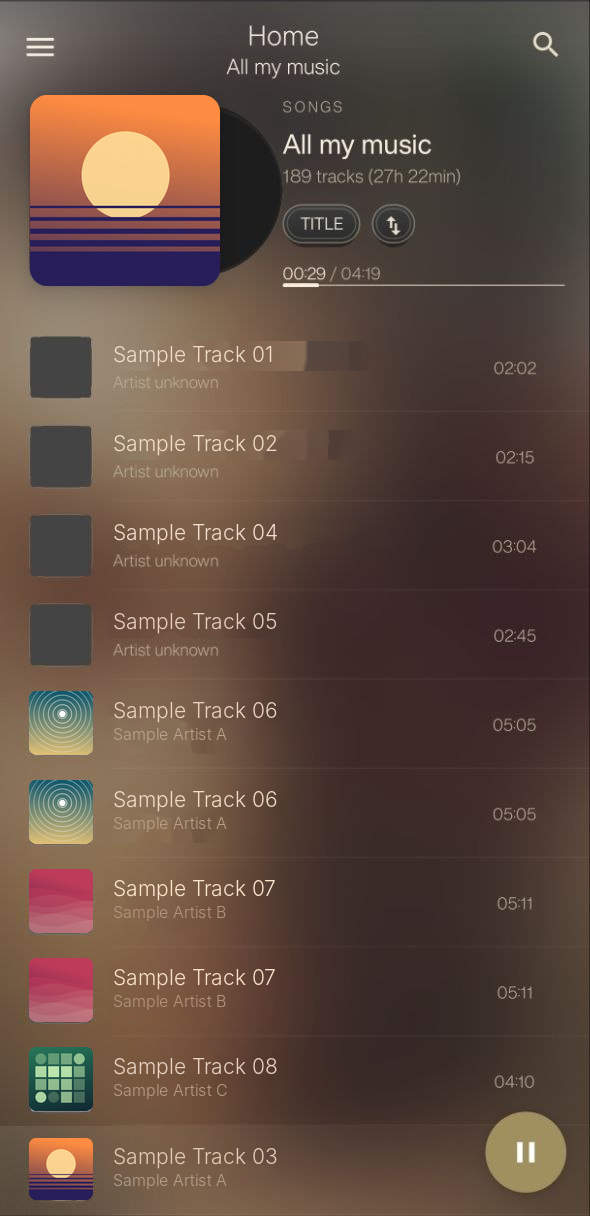 Home
All my music
SONGS
All my music
189 tracks (27h 22min)
TITLE
00:29 / 04:19
Sample Track 01
Artist unknown
02:02
Sample Track 02
Artist unknown
02:15
Sample Track 04
Artist unknown
03:04
Sample Track 05
Artist unknown
02:45
Sample Track 06
Sample Artist A
05:05
Sample Track 06
Sample Artist A
05:05
Sample Track 07
Sample Artist B
05:11
Sample Track 07
Sample Artist B
05:11
Sample Track 08
Sample Artist C
04:10
Sample Track 03
Sample Artist A